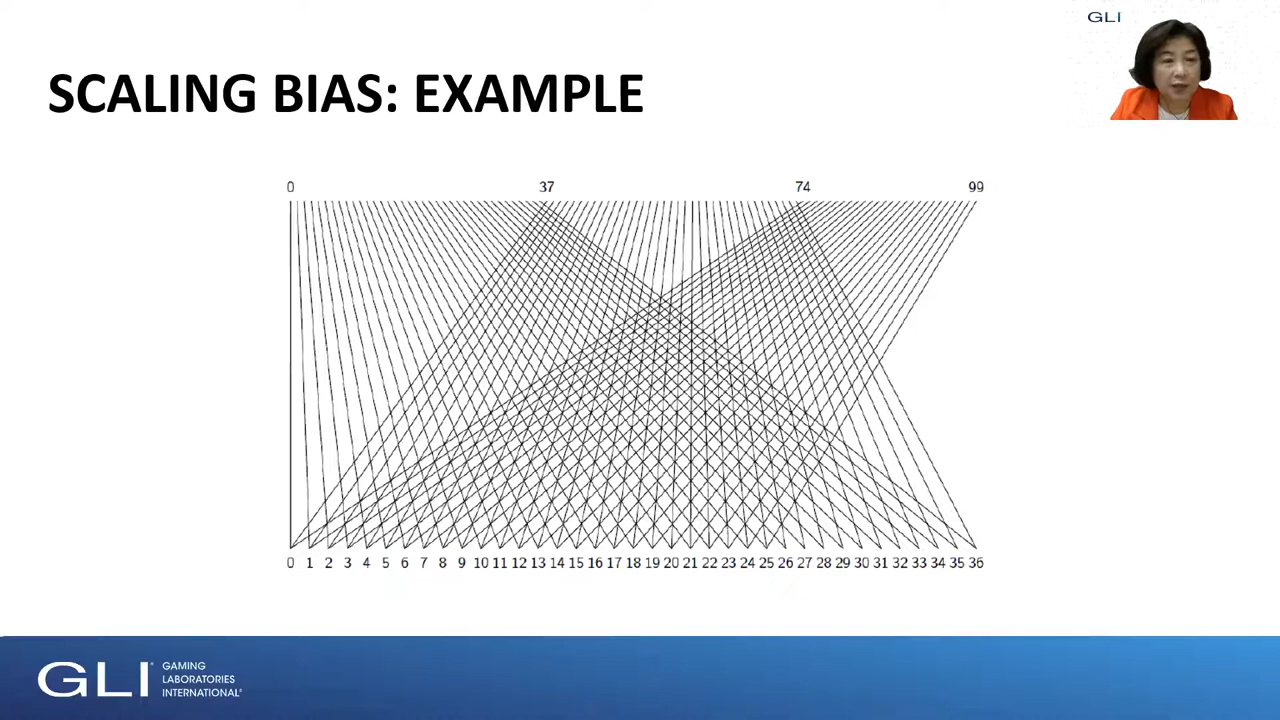 GLI
SCALING BIAS: EXAMPLE
0 37 74 99
0 1 2 3 4 5 6 7 8 9 10 11 12 13 14 15 16 17 18 19 20 21 22 23 24 25 26 27 28 29 30 31 32 33 34 35 36
GLI®
GAMING
LABORATORIES
INTERNATIONAL®